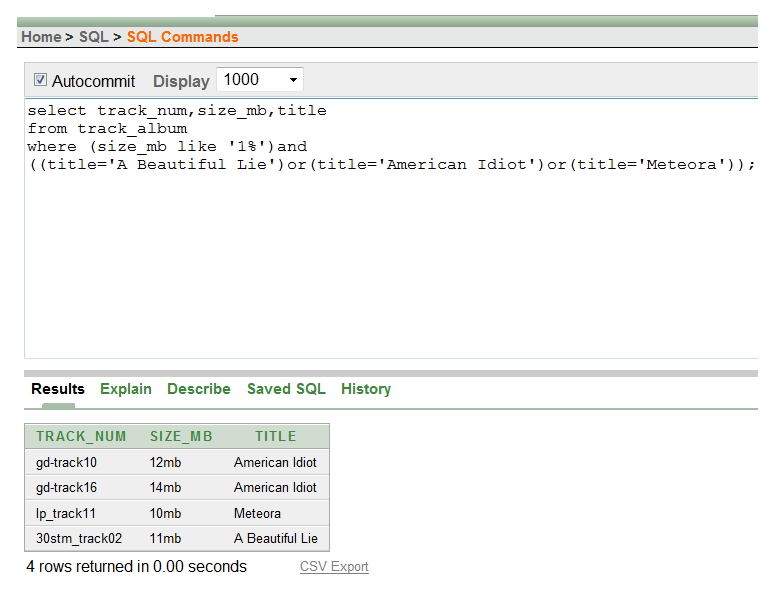 Home > SQL > SQL Commands
Autocommit Display 1000
select track_num,size_mb,title
from track_album
where (size_mb like '1%')and
((title='A Beautiful Lie')or(title='American Idiot')or(title='Meteora'));
Results Explain Describe Saved SQL History
TRACK_NUM SIZE_MB TITLE
gd-track10 12mb American Idiot
gd-track16 14mb American Idiot
lp_track11 10mb Meteora
30stm_track02 11mb A Beautiful Lie
4 rows returned in 0.00 seconds CSV Export